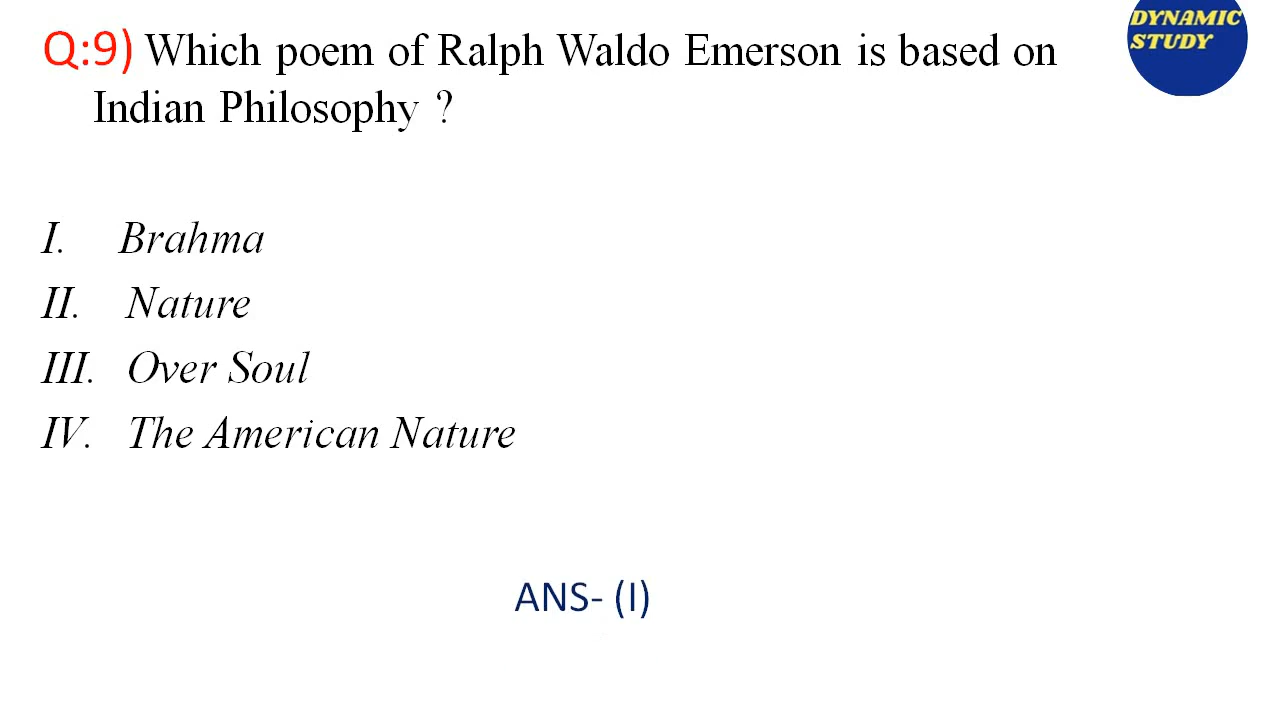 DYNAMIC
STUDY
Q:9) Which poem of Ralph Waldo Emerson is based on
Indian Philosophy ?
I. Brahma
II. Nature
III. Over Soul
IV. The American Nature
ANS- (I)